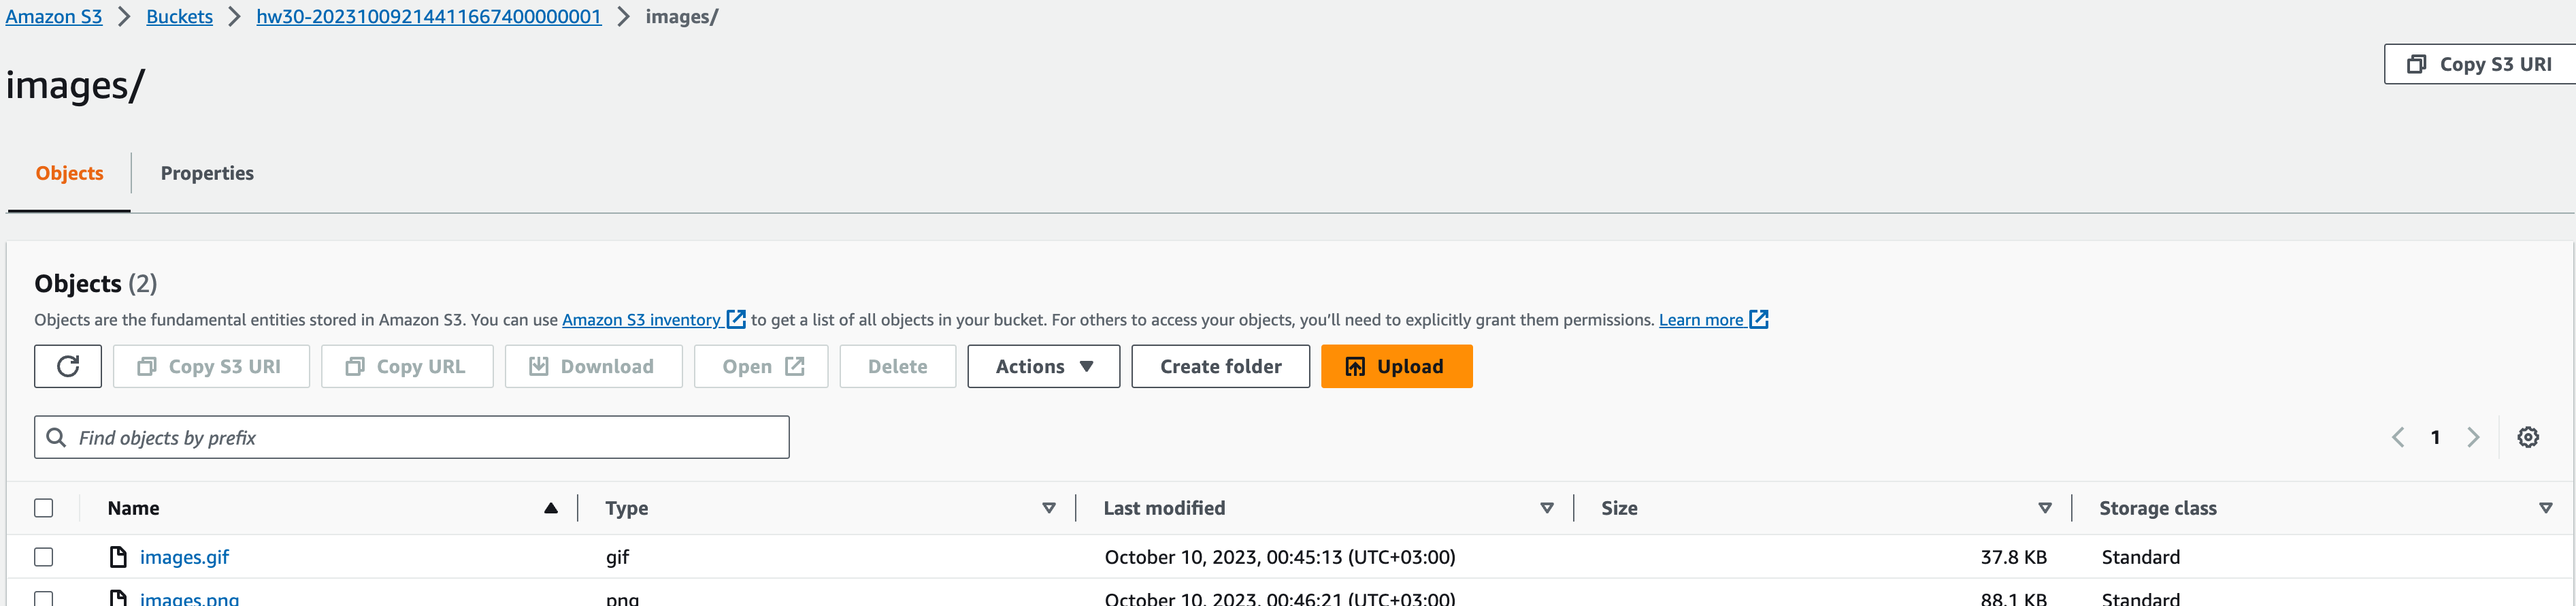 Amazon S3 > Buckets > hw30-20231009214411667400000001 > images/
images/
Copy S3 URI
Objects
Properties
Objects (2)
Objects are the fundamental entities stored in Amazon S3. You can use Amazon S3 inventory to get a list of all objects in your bucket. For others to access your objects, you'll need to explicitly grant them permissions. Learn more
Copy S3 URI Copy URL Download Open Delete Actions Create folder Upload
Find objects by prefix
1
Name Type Last modified Size Storage class
images.gif gif October 10, 2023, 00:45:13 (UTC+03:00) 37.8 KB Standard
images.png png October 10, 2023, 00:46:21 (UTC+03:00) 88.1 KB Standard